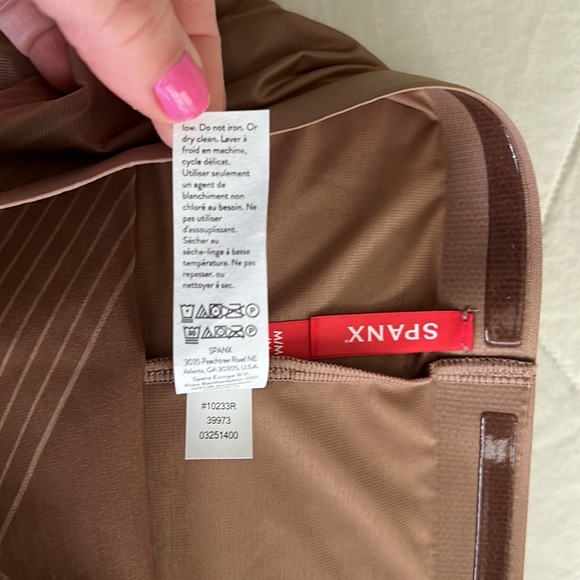 low. Do not iron. Or
dry clean. Laver à
froid en machine,
cycle délicat.
Utiliser seulement
un agent de
blanchiment non
chloré au besoin. Ne
pas utiliser
d'assouplissant.
Sécher au
sèche-linge à basse
température. Ne pas
repasser, ou
nettoyer à sec.
SPANX
3035 Peachtree Road NE
Atlanta, GA 30305, U.S.A.
Spanx Europe B.V.
#10233R
39973
03251400
SPANX
M/M